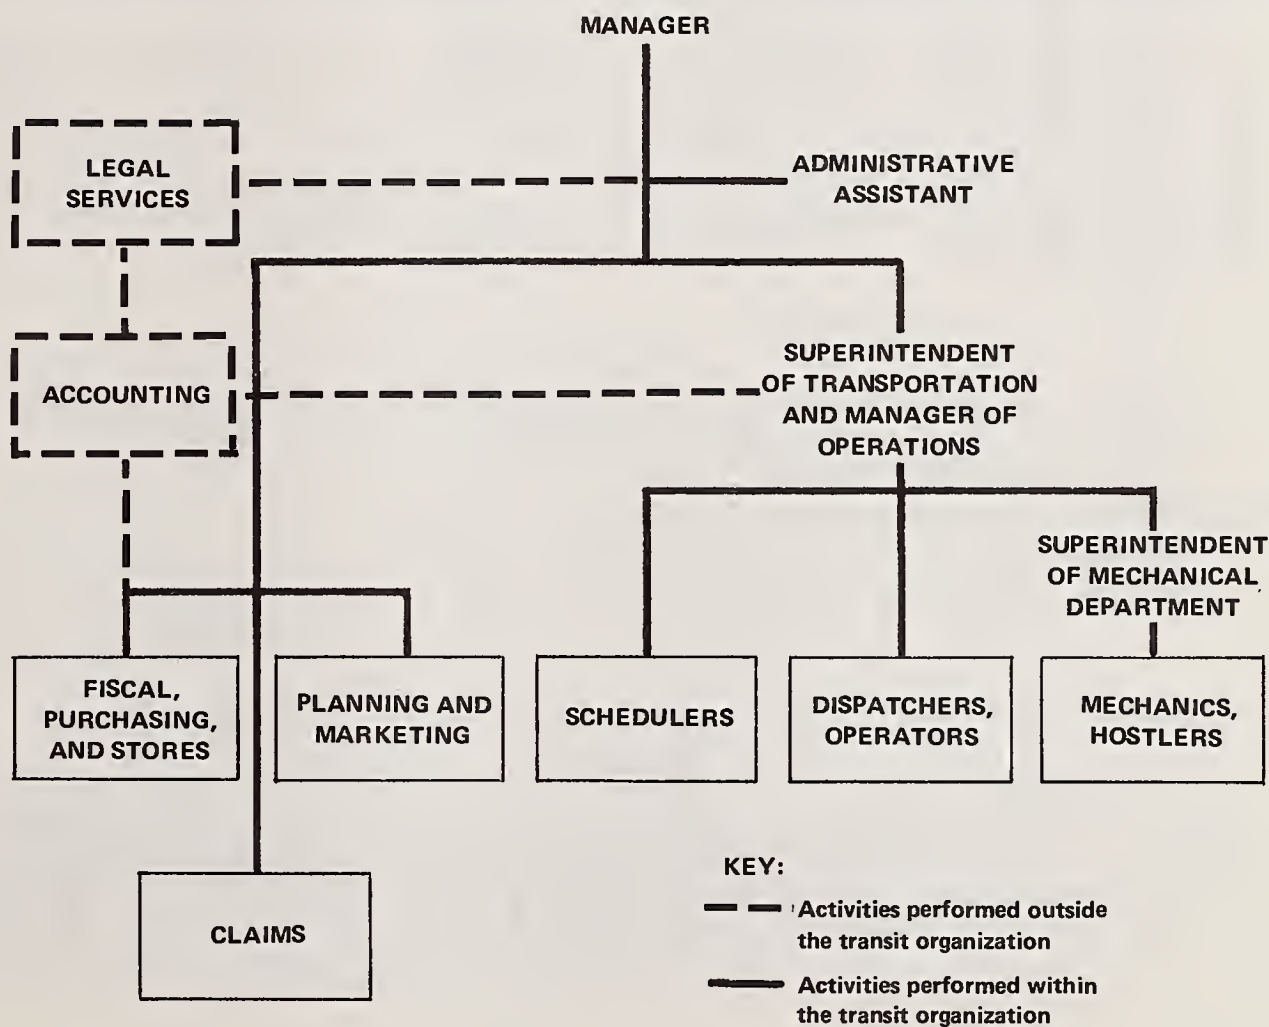 MANAGER
LEGAL
SERVICES
ADMINISTRATIVE
ASSISTANT
ACCOUNTING
SUPERINTENDENT
OF TRANSPORTATION
AND MANAGER OF
OPERATIONS
SUPERINTENDENT
OF MECHANICAL
DEPARTMENT
FISCAL,
PURCHASING,
AND STORES
PLANNING AND
MARKETING
SCHEDULERS
DISPATCHERS,
OPERATORS
MECHANICS,
HOSTLERS
CLAIMS
KEY:
Activities performed outside
the transit organization
Activities performed within
the transit organization